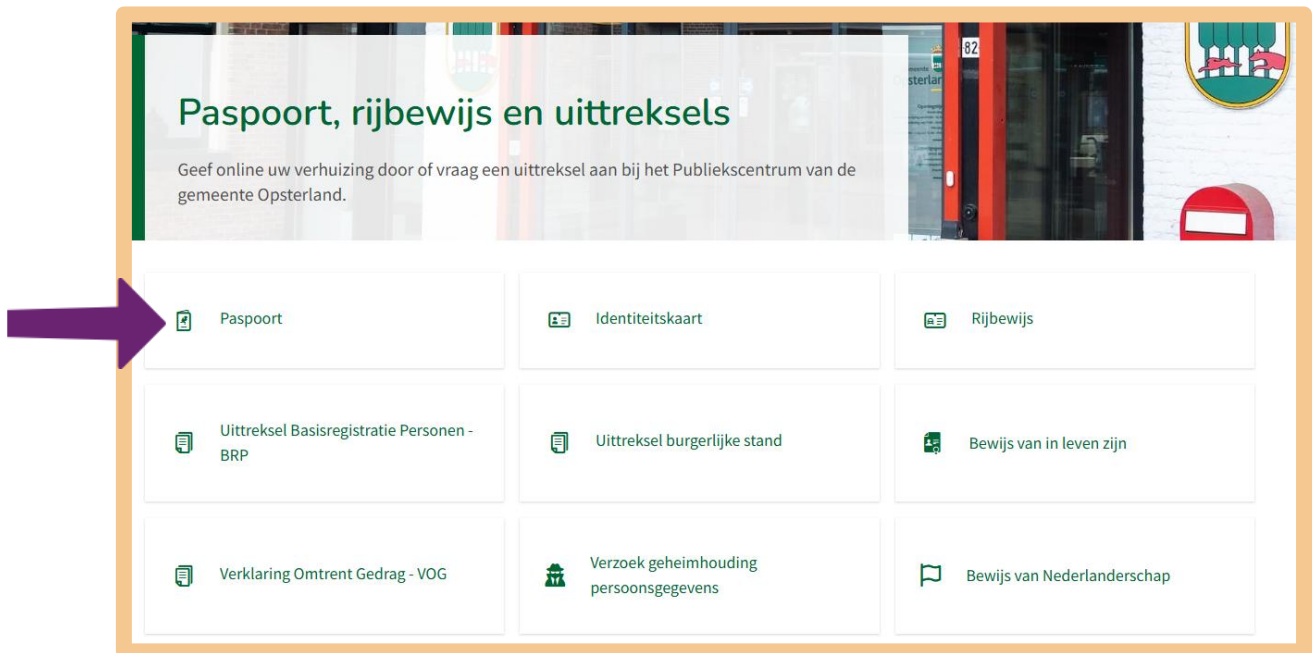 82
Paspoort, rijbewijs en uittreksels
Geef online uw verhuizing door of vraag een uittreksel aan bij het Publiekscentrum van de
gemeente Opsterland.
Paspoort
Identiteitskaart
Rijbewijs
Uittreksel Basisregistratie Personen -
BRP
Uittreksel burgerlijke stand
Bewijs van in leven zijn
Verklaring Omtrent Gedrag - VOG
Verzoek geheimhouding
persoonsgegevens
Bewijs van Nederlanderschap